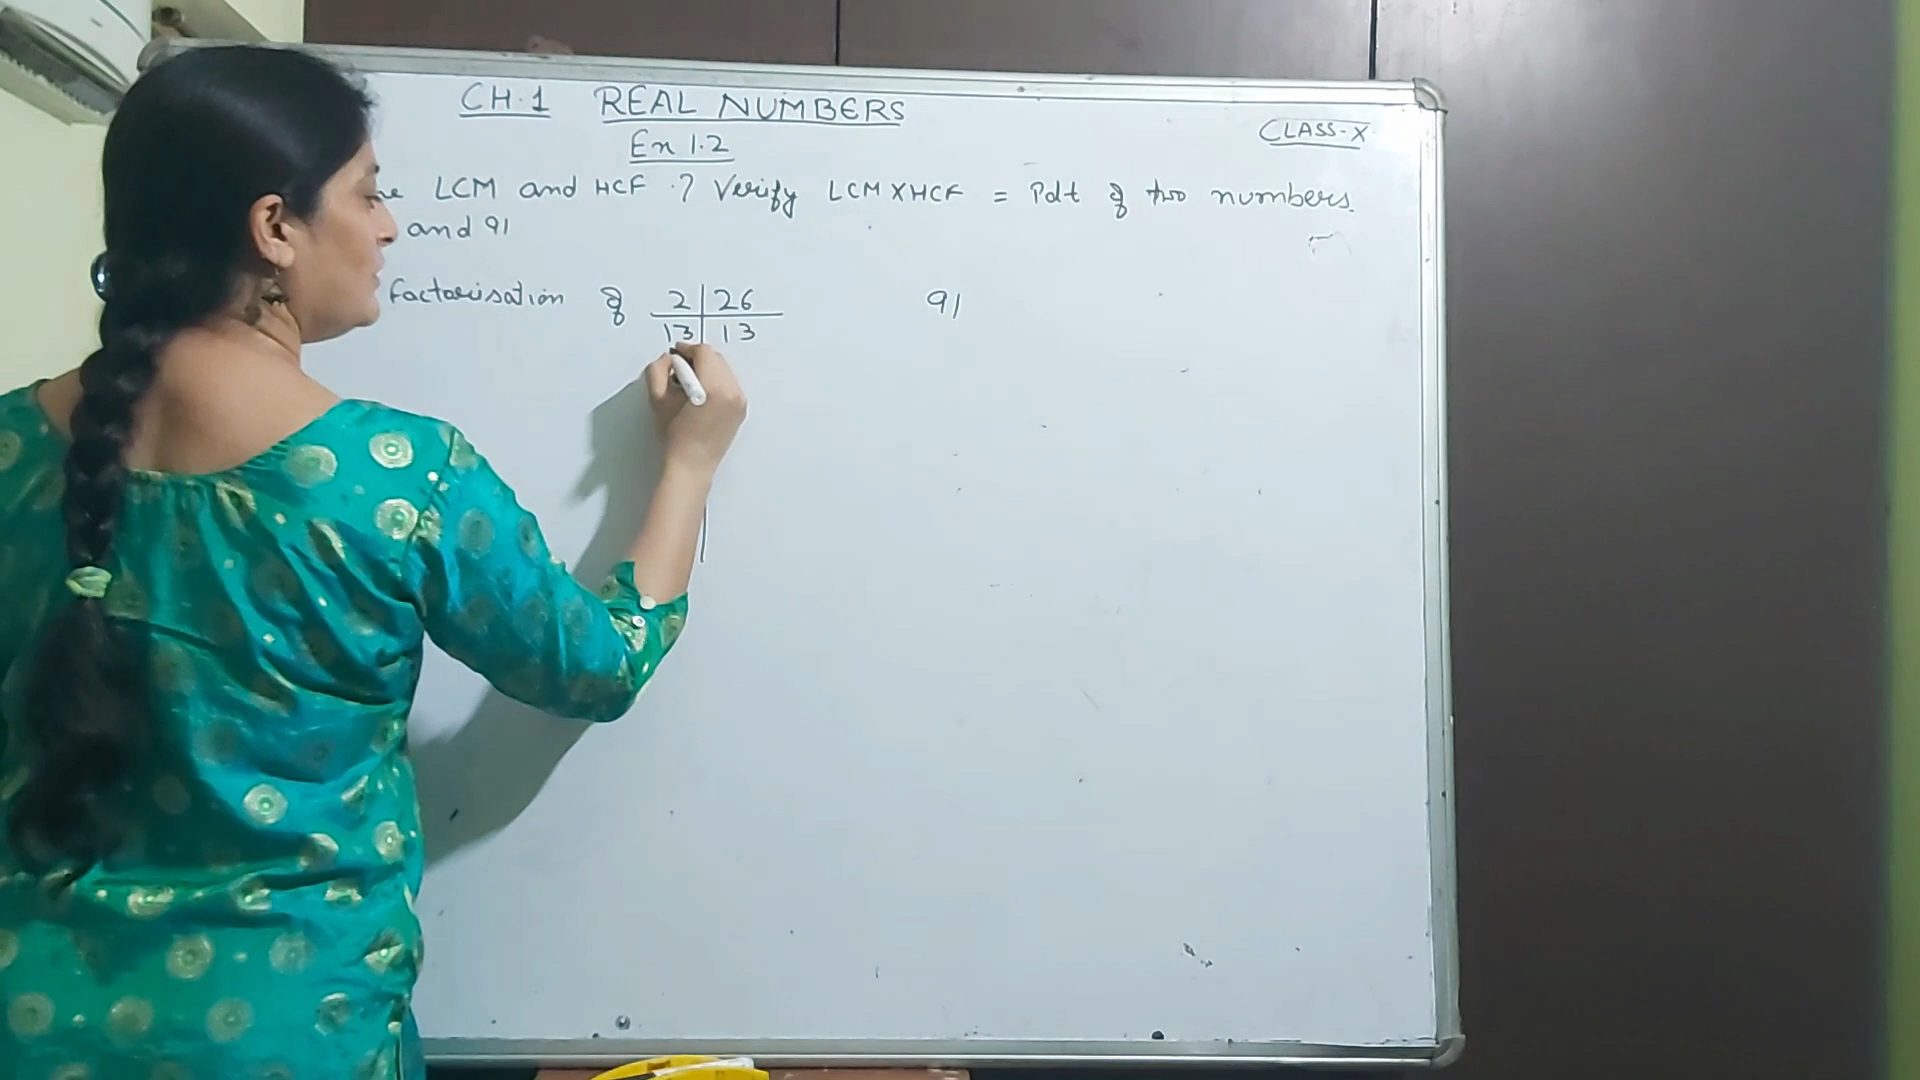 CH.1 REAL NUMBERS
Ex 1.2
CLASS-X
LCM and HCF .? Verify LCM X HCF = Pdt of two numbers.
and 91
factorisation of 2 | 26 91
13 | 13